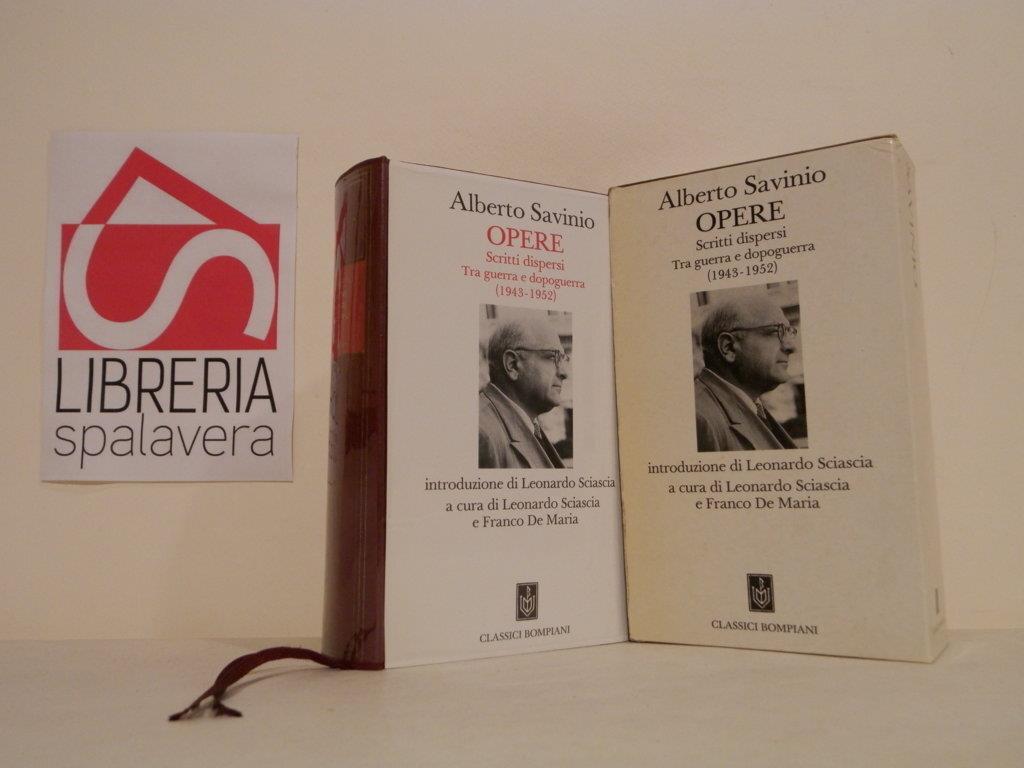 LIBRERIA
spalavera
Alberto Savinio
OPERE
Scritti dispersi
Tra guerra e dopoguerra
(1943-1952)
introduzione di Leonardo Sciascia
a cura di Leonardo Sciascia
e Franco De Maria
CLASSICI BOMPIANI
Alberto Savinio
OPERE
Scritti dispersi
Tra guerra e dopoguerra
(1943-1952)
introduzione di Leonardo Sciascia
a cura di Leonardo Sciascia
e Franco De Maria
CLASSICI BOMPIANI